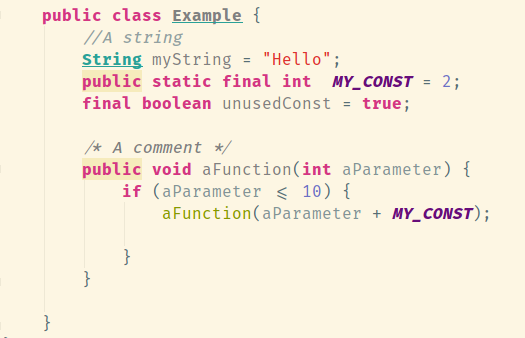 public class Example {
//A string
String myString = "Hello";
public static final int  MY_CONST = 2;
final boolean unusedConst = true;
/* A comment */
public void aFunction(int aParameter) {
if (aParameter ⩽ 10) {
aFunction(aParameter + MY_CONST);
}
}
}